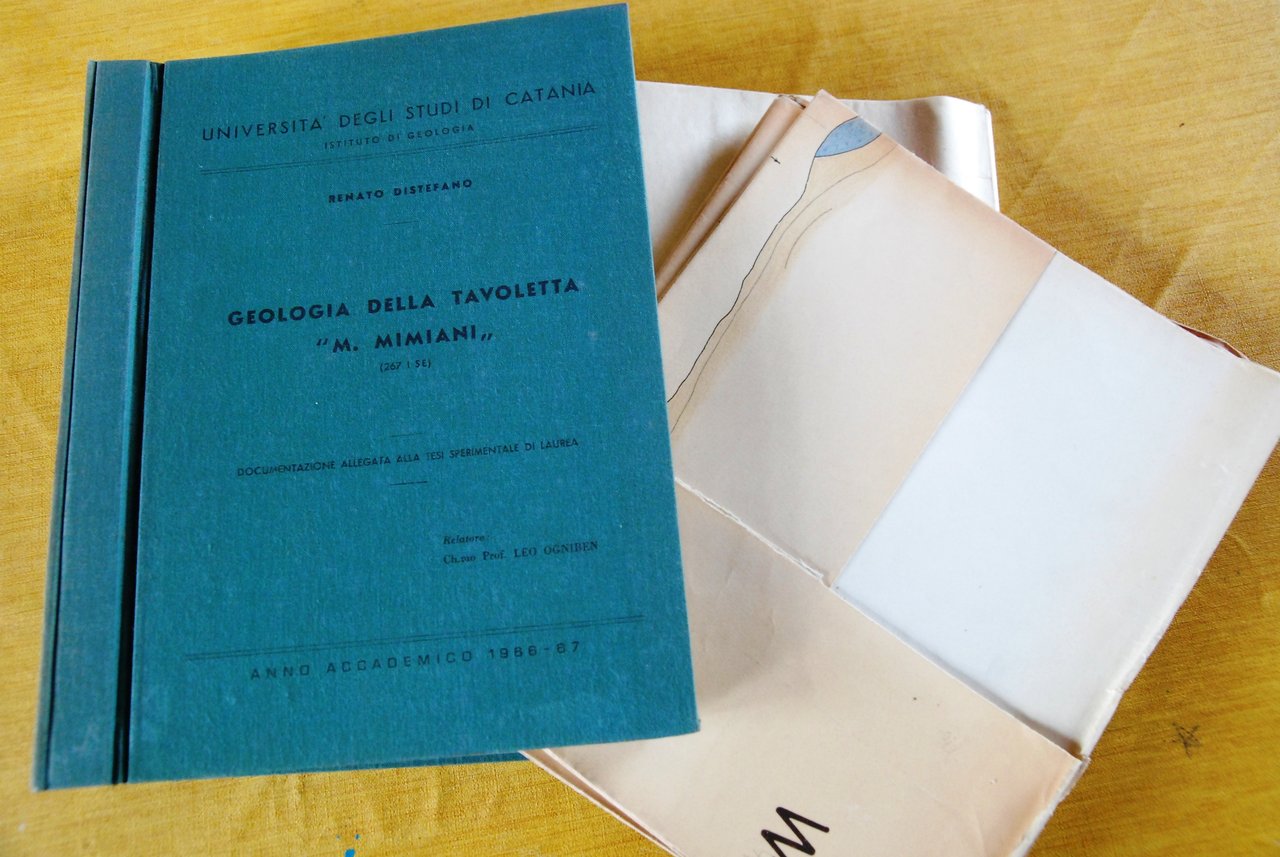 UNIVERSITA' DEGLI STUDI DI CATANIA
ISTITUTO DI GEOLOGIA
RENATO DISTEFANO
GEOLOGIA DELLA TAVOLETTA
"M. MIMIANI„
(267 I SE)
DOCUMENTAZIONE ALLEGATA ALLA TESI SPERIMENTALE DI LAUREA
Relatore:
Ch.mo Prof. LEO OGNIBEN
ANNO ACCADEMICO 1966-67
W